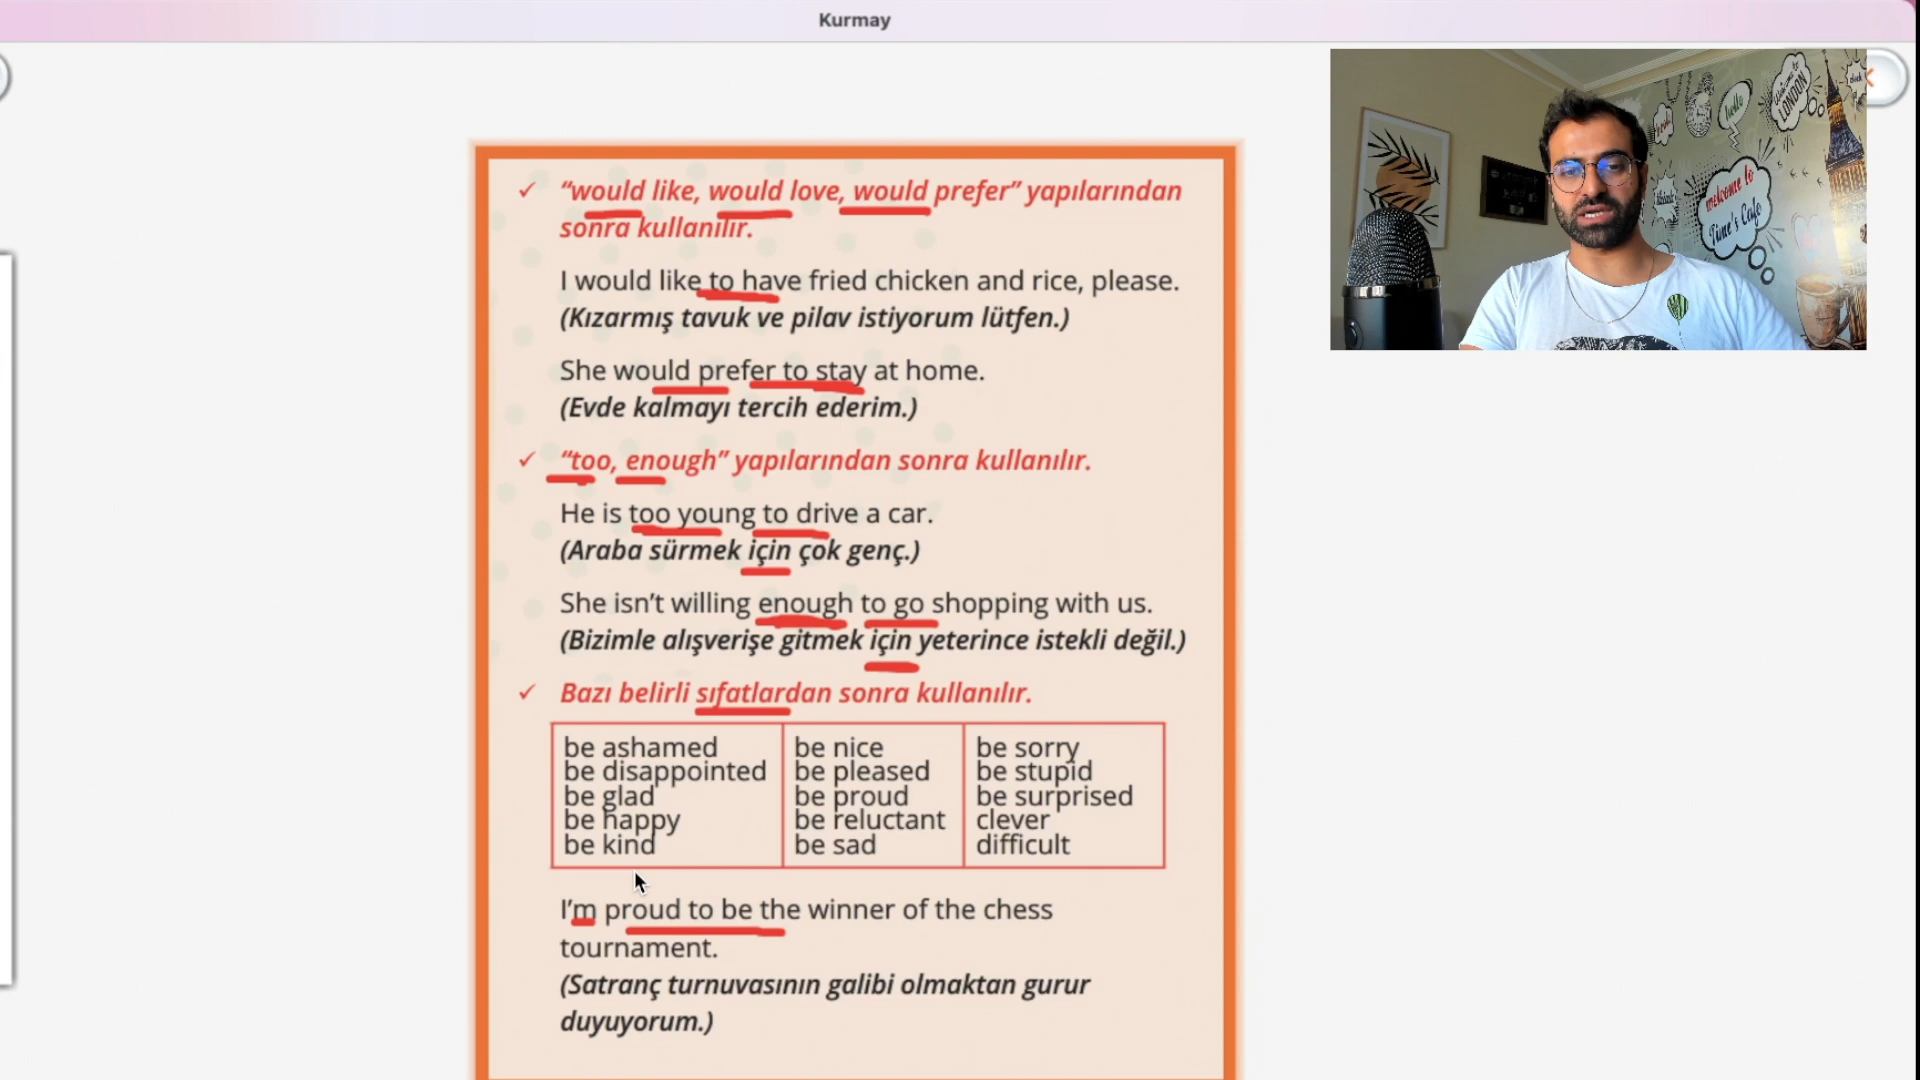 Kurmay
✓ “would like, would love, would prefer” yapılarından
sonra kullanılır.
I would like to have fried chicken and rice, please.
(Kızarmış tavuk ve pilav istiyorum lütfen.)
She would prefer to stay at home.
(Evde kalmayı tercih ederim.)
✓ “too, enough” yapılarından sonra kullanılır.
He is too young to drive a car.
(Araba sürmek için çok genç.)
She isn’t willing enough to go shopping with us.
(Bizimle alışverişe gitmek için yeterince istekli değil.)
✓ Bazı belirli sıfatlardan sonra kullanılır.
be ashamed
be disappointed
be glad
be happy
be kind
be nice
be pleased
be proud
be reluctant
be sad
be sorry
be stupid
be surprised
clever
difficult
I’m proud to be the winner of the chess
tournament.
(Satranç turnuvasının galibi olmaktan gurur
duyuyorum.)
Welcome to
LONDON
hello
welcome to
Time's Cafe